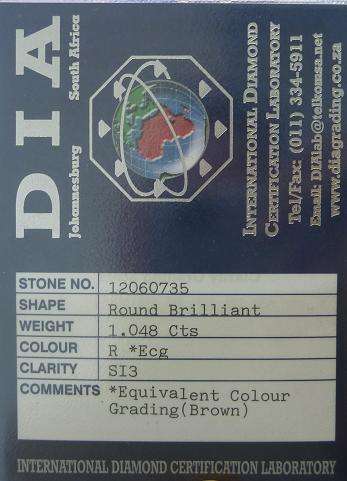 DIA
Johannesburg South Africa
INTERNATIONAL DIAMOND
CERTIFICATION LABORATORY
Tel/Fax: (011) 334-5911
Email: DIAlab@telkomsa.net
www.diagrading.co.za
STONE NO. 12060735
SHAPE Round Brilliant
WEIGHT 1.048 Cts
COLOUR R *Ecg
CLARITY SI3
COMMENTS *Equivalent Colour
Grading(Brown)
INTERNATIONAL DIAMOND CERTIFICATION LABORATORY